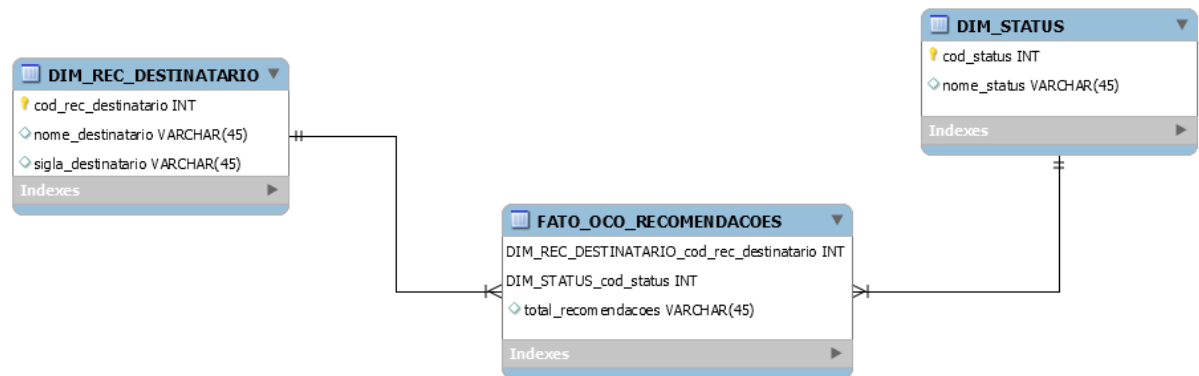 DIM_REC_DESTINATARIO
cod_rec_destinatario INT
nome_destinatario VARCHAR(45)
sigla_destinatario VARCHAR(45)
Indexes
DIM_STATUS
cod_status INT
nome_status VARCHAR(45)
Indexes
FATO_OCO_RECOMENDACOES
DIM_REC_DESTINATARIO_cod_rec_destinatario INT
DIM_STATUS_cod_status INT
total_recomendacoes VARCHAR(45)
Indexes